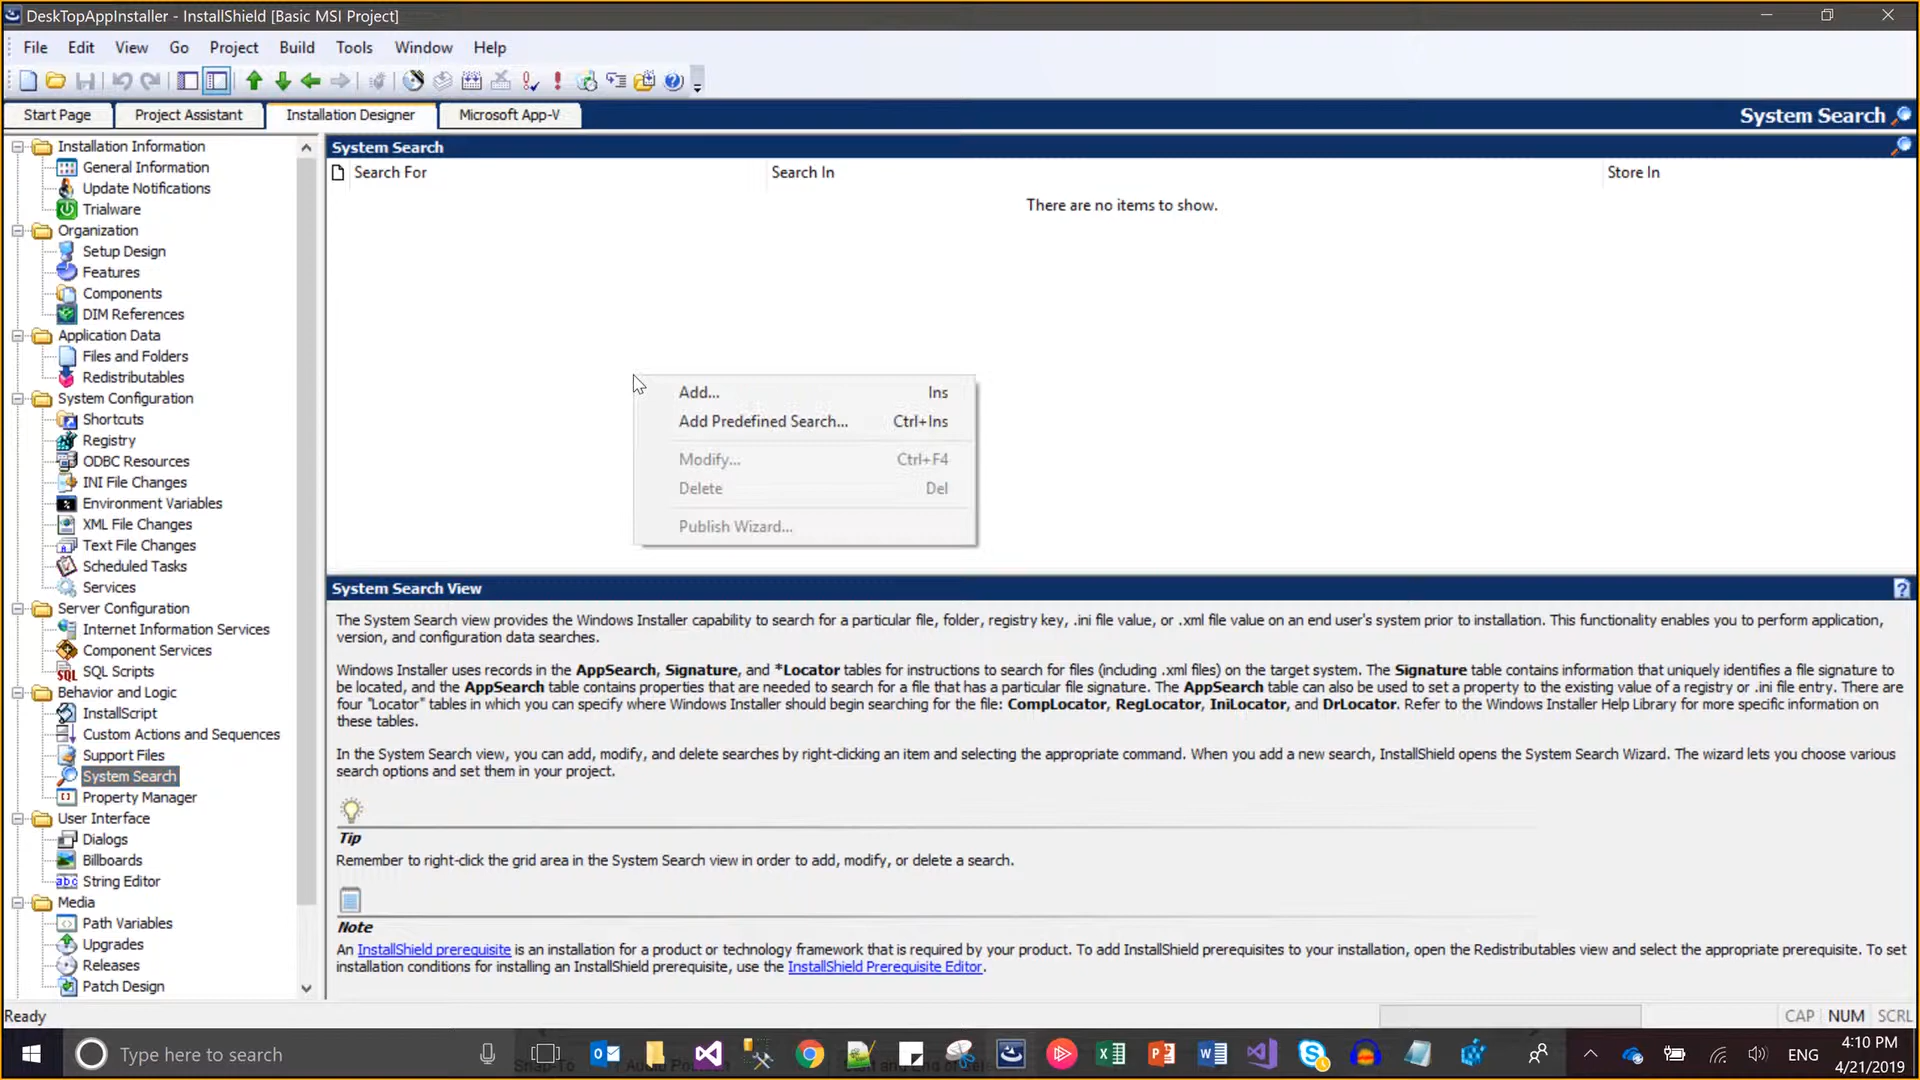 DeskTopAppInstaller - InstallShield [Basic MSI Project]
File Edit View Go Project Build Tools Window Help
Start Page Project Assistant Installation Designer Microsoft App-V System Search
Installation Information
General Information
Update Notifications
Trialware
Organization
Setup Design
Features
Components
DIM References
Application Data
Files and Folders
Redistributables
System Configuration
Shortcuts
Registry
ODBC Resources
INI File Changes
Environment Variables
XML File Changes
Text File Changes
Scheduled Tasks
Services
Server Configuration
Internet Information Services
Component Services
SQL Scripts
Behavior and Logic
InstallScript
Custom Actions and Sequences
Support Files
System Search
Property Manager
User Interface
Dialogs
Billboards
String Editor
Media
Path Variables
Upgrades
Releases
Patch Design
System Search
Search For Search In Store In
There are no items to show.
Add... Ins
Add Predefined Search... Ctrl+Ins
Modify... Ctrl+F4
Delete Del
Publish Wizard...
System Search View
The System Search view provides the Windows Installer capability to search for a particular file, folder, registry key, .ini file value, or .xml file value on an end user's system prior to installation. This functionality enables you to perform application,
version, and configuration data searches.
Windows Installer uses records in the AppSearch, Signature, and *Locator tables for instructions to search for files (including .xml files) on the target system. The Signature table contains information that uniquely identifies a file signature to
be located, and the AppSearch table contains properties that are needed to search for a file that has a particular file signature. The AppSearch table can also be used to set a property to the existing value of a registry or .ini file entry. There are
four "Locator" tables in which you can specify where Windows Installer should begin searching for the file: CompLocator, RegLocator, IniLocator, and DrLocator. Refer to the Windows Installer Help Library for more specific information on
these tables.
In the System Search view, you can add, modify, and delete searches by right-clicking an item and selecting the appropriate command. When you add a new search, InstallShield opens the System Search Wizard. The wizard lets you choose various
search options and set them in your project.
Tip
Remember to right-click the grid area in the System Search view in order to add, modify, or delete a search.
Note
An InstallShield prerequisite is an installation for a product or technology framework that is required by your product. To add InstallShield prerequisites to your installation, open the Redistributables view and select the appropriate prerequisite. To set
installation conditions for installing an InstallShield prerequisite, use the InstallShield Prerequisite Editor.
Ready CAP NUM SCRL
Type here to search
ENG
4:10 PM
4/21/2019